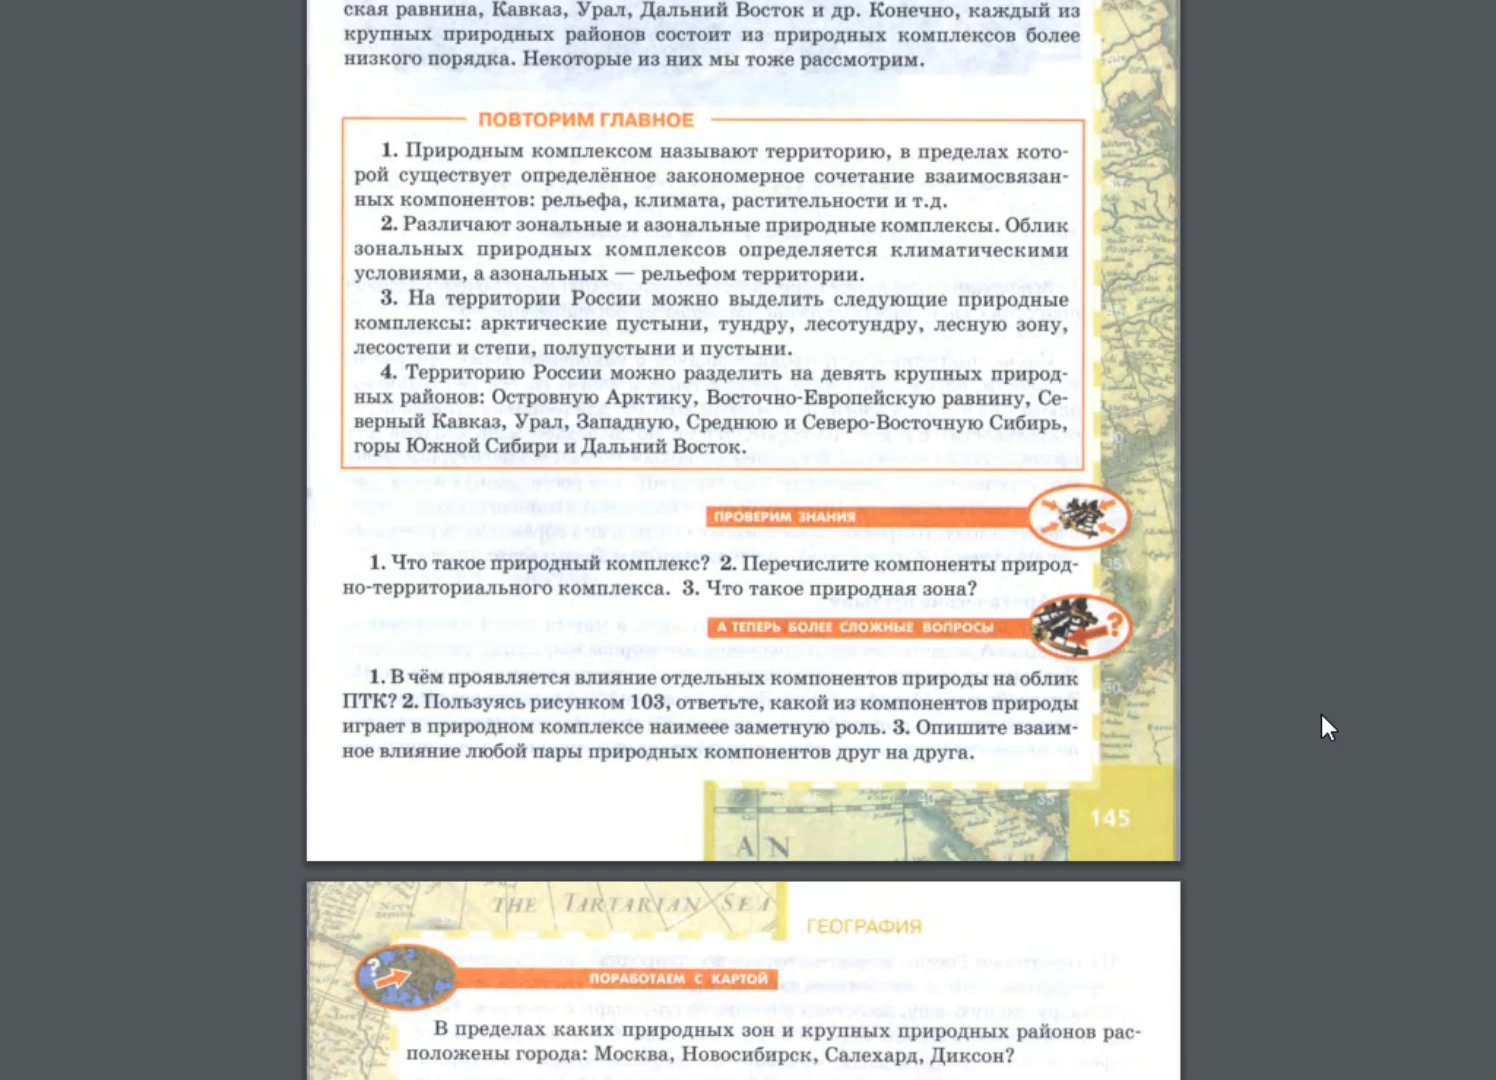 ская равнина, Кавказ, Урал, Дальний Восток и др. Конечно, каждый из
крупных природных районов состоит из природных комплексов более
низкого порядка. Некоторые из них мы тоже рассмотрим.
ПОВТОРИМ ГЛАВНОЕ
1. Природным комплексом называют территорию, в пределах кото-
рой существует определённое закономерное сочетание взаимосвязан-
ных компонентов: рельефа, климата, растительности и т.д.
2. Различают зональные и азональные природные комплексы. Облик
зональных природных комплексов определяется климатическими
условиями, а азональных — рельефом территории.
3. На территории России можно выделить следующие природные
комплексы: арктические пустыни, тундру, лесотундру, лесную зону,
лесостепи и степи, полупустыни и пустыни.
4. Территорию России можно разделить на девять крупных природ-
ных районов: Островную Арктику, Восточно-Европейскую равнину, Се-
верный Кавказ, Урал, Западную, Среднюю и Северо-Восточную Сибирь,
горы Южной Сибири и Дальний Восток.
ПРОВЕРИМ ЗНАНИЯ
1. Что такое природный комплекс? 2. Перечислите компоненты природ-
но-территориального комплекса. 3. Что такое природная зона?
А ТЕПЕРЬ БОЛЕЕ СЛОЖНЫЕ ВОПРОСЫ
?
1. В чём проявляется влияние отдельных компонентов природы на облик
ПТК? 2. Пользуясь рисунком 103, ответьте, какой из компонентов природы
играет в природном комплексе наимеее заметную роль. 3. Опишите взаим-
ное влияние любой пары природных компонентов друг на друга.
40 35
AN
145
THE TARTARIAN SEA
ГЕОГРАФИЯ
?
ПОРАБОТАЕМ С КАРТОЙ
В пределах каких природных зон и крупных природных районов рас-
положены города: Москва, Новосибирск, Салехард, Диксон?